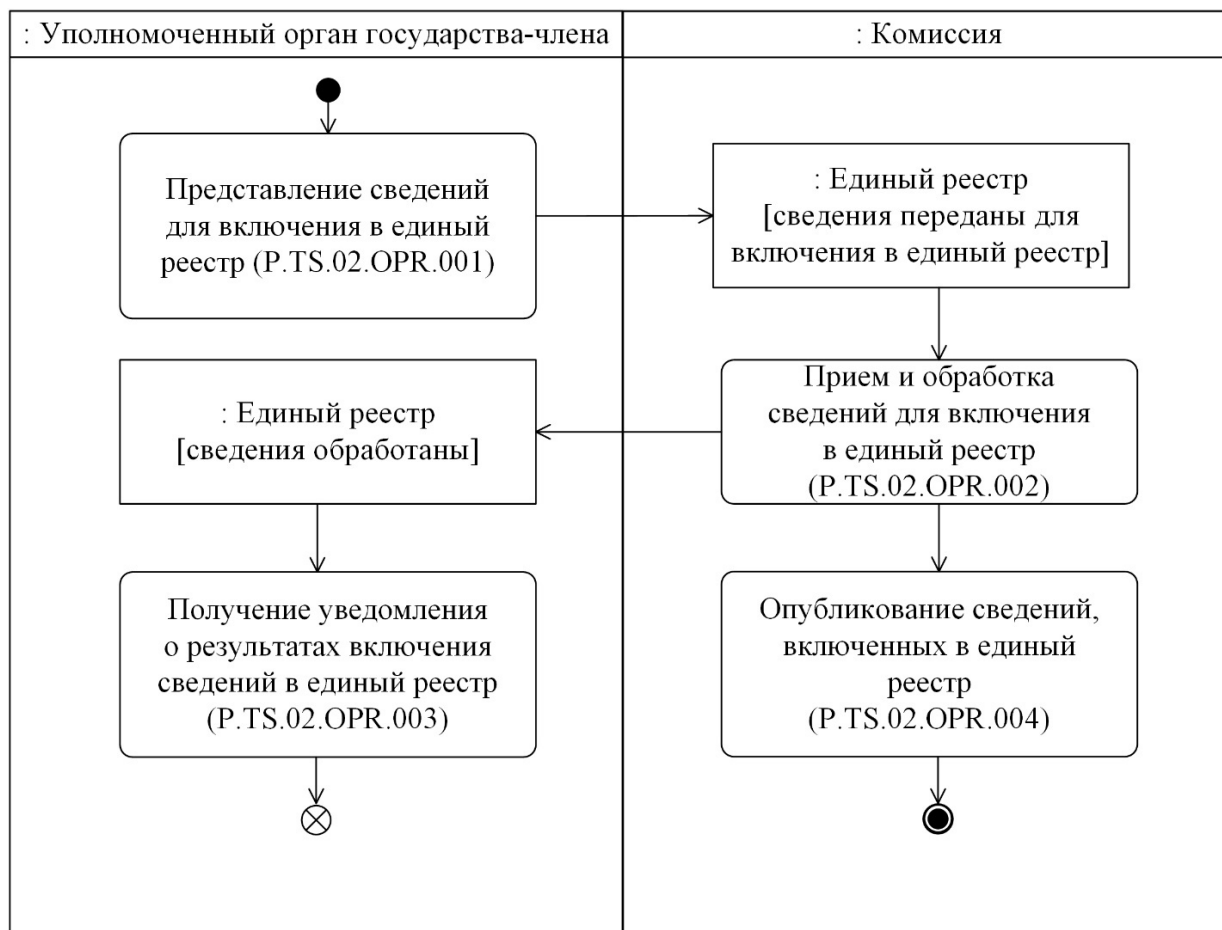 : Уполномоченный орган государства-члена
: Комиссия
Представление сведений
для включения в единый
реестр (P.TS.02.OPR.001)
: Единый реестр
[сведения переданы для
включения в единый реестр]
Прием и обработка
сведений для включения
в единый реестр
(P.TS.02.OPR.002)
: Единый реестр
[сведения обработаны]
Получение уведомления
о результатах включения
сведений в единый реестр
(P.TS.02.OPR.003)
Опубликование сведений,
включенных в единый
реестр
(P.TS.02.OPR.004)